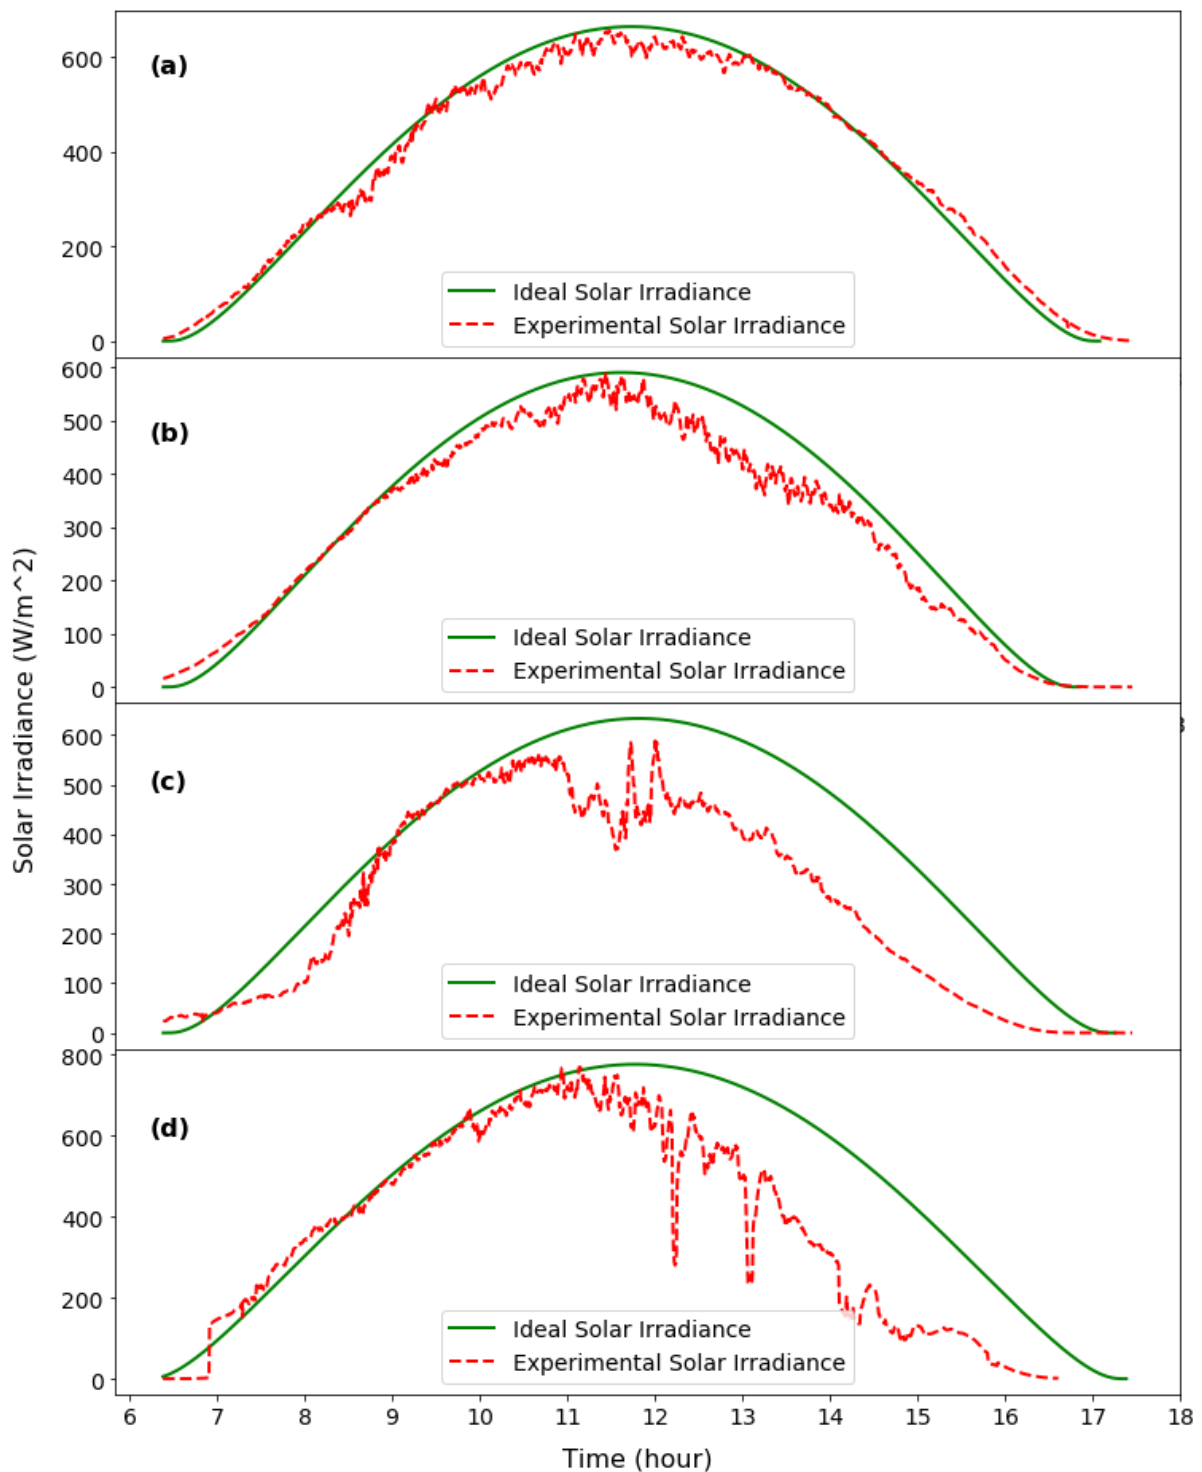 Solar Irradiance (W/m^2)
(a)
600
400
200
0
Ideal Solar Irradiance
Experimental Solar Irradiance
(b)
600
500
400
300
200
100
0
Ideal Solar Irradiance
Experimental Solar Irradiance
(c)
600
500
400
300
200
100
0
Ideal Solar Irradiance
Experimental Solar Irradiance
(d)
800
600
400
200
0
Ideal Solar Irradiance
Experimental Solar Irradiance
6 7 8 9 10 11 12 13 14 15 16 17 18
Time (hour)